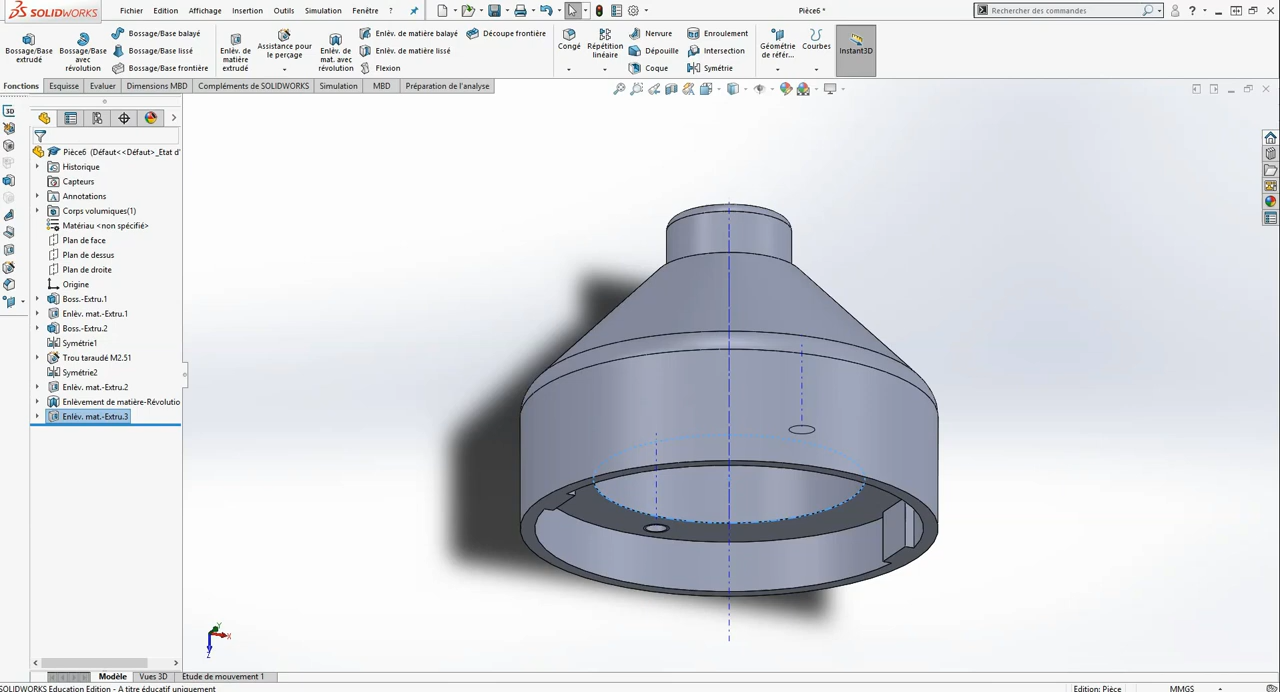 SOLIDWORKS Fichier Edition Affichage Insertion Outils Simulation Fenêtre ? Pièce6 * Rechercher des commandes
Bossage/Base extrudé
Bossage/Base avec révolution
Bossage/Base balayé
Bossage/Base lissé
Bossage/Base frontière
Enlèv. de matière extrudé
Assistance pour le perçage
Enlèv. de mat. avec révolution
Enlèv. de matière balayé
Enlèv. de matière lissé
Flexion
Découpe frontière
Congé
Répétition linéaire
Nervure
Dépouille
Coque
Enroulement
Intersection
Symétrie
Géométrie de référ...
Courbes
Instant3D
Fonctions Esquisse Evaluer Dimensions MBD Compléments de SOLIDWORKS Simulation MBD Préparation de l'analyse
Pièce6 (Défaut<<Défaut>_Etat d'
Historique
Capteurs
Annotations
Corps volumiques(1)
Matériau <non spécifié>
Plan de face
Plan de dessus
Plan de droite
Origine
Boss.-Extru.1
Enlèv. mat.-Extru.1
Boss.-Extru.2
Symétrie1
Trou taraudé M2.51
Symétrie2
Enlèv. mat.-Extru.2
Enlèvement de matière-Révolutio
Enlèv. mat.-Extru.3
Y
X
Z
Modèle Vues 3D Etude de mouvement 1
SOLIDWORKS Education Edition - A titre éducatif uniquement Edition: Pièce MMGS